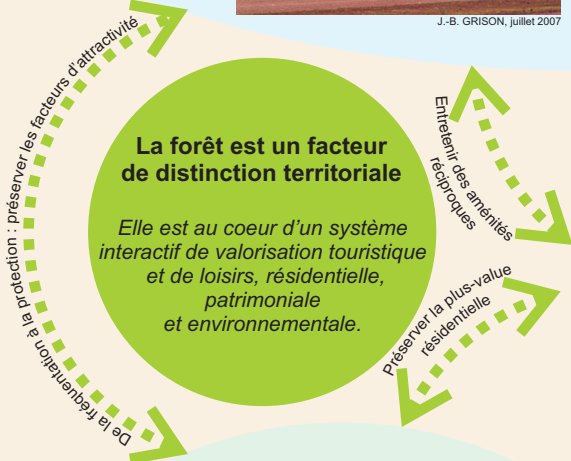 J.-B. GRISON, juillet 2007
De la fréquentation à la protection : préserver les facteurs d'attractivité
La forêt est un facteur
de distinction territoriale
Elle est au coeur d'un système
interactif de valorisation touristique
et de loisirs, résidentielle,
patrimoniale
et environnementale.
Entretenir des aménités
réciproques
Préserver la plus-value
résidentielle